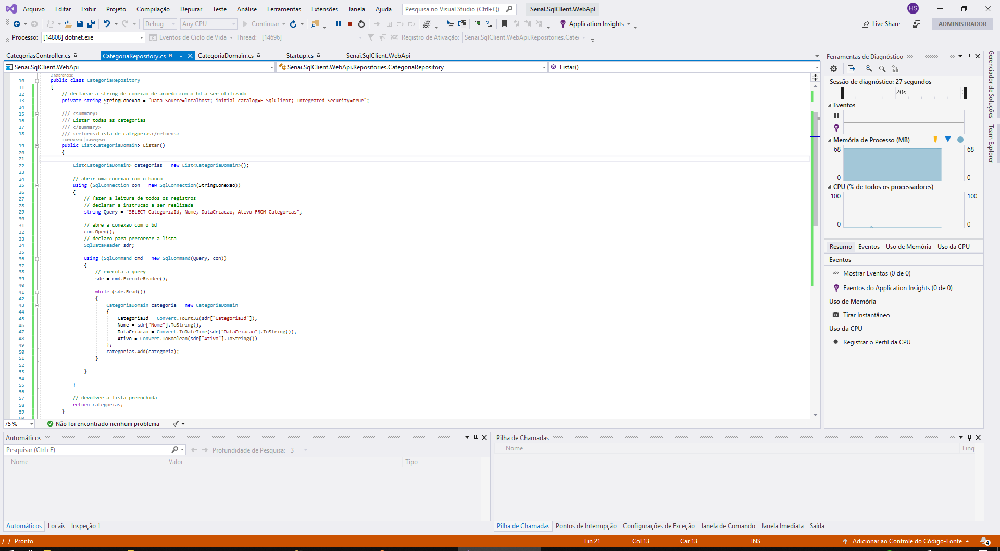 Arquivo Editar Exibir Projeto Compilação Depurar Teste Análise Ferramentas Extensões Janela Ajuda Pesquisa no Visual Studio (Ctrl+Q) Senai.SqlClient.WebApi HS
Debug Any CPU Continuar Application Insights Live Share ADMINISTRADOR
Processo: [14808] dotnet.exe Eventos de Ciclo de Vida Thread: [14696] Registro de Ativação: Senai.SqlClient.WebApi.Repositories.Categ
CategoriasController.cs CategoriaRepository.cs CategoriaDomain.cs Startup.cs Senai.SqlClient.WebApi
Senai.SqlClient.WebApi Senai.SqlClient.WebApi.Repositories.CategoriaRepository Listar()
2 referências
10 public class CategoriaRepository
11 {
12 // declarar a string de conexao de acordo com o bd a ser utilizado
13 private string StringConexao = "Data Source=localhost; initial catalog=E_SqlClient; Integrated Security=true";
14
15 /// <summary>
16 /// Listar todas as categorias
17 /// </summary>
18 /// <returns>Lista de categorias</returns>
1 referência | 0 exceções
19 public List<CategoriaDomain> Listar()
20 {
21
22 List<CategoriaDomain> categorias = new List<CategoriaDomain>();
23
24 // abrir uma conexao com o banco
25 using (SqlConnection con = new SqlConnection(StringConexao))
26 {
27 // fazer a leitura de todos os registros
28 // declarar a instrucao a ser realizada
29 string Query = "SELECT CategoriaId, Nome, DataCriacao, Ativo FROM Categorias";
30
31 // abre a conexao com o bd
32 con.Open();
33 // declaro para percorrer a lista
34 SqlDataReader sdr;
35
36 using (SqlCommand cmd = new SqlCommand(Query, con))
37 {
38 // executa a query
39 sdr = cmd.ExecuteReader();
40
41 while (sdr.Read())
42 {
43 CategoriaDomain categoria = new CategoriaDomain
44 {
45 CategoriaId = Convert.ToInt32(sdr["CategoriaId"]),
46 Nome = sdr["Nome"].ToString(),
47 DataCriacao = Convert.ToDateTime(sdr["DataCriacao"].ToString()),
48 Ativo = Convert.ToBoolean(sdr["Ativo"].ToString())
49 };
50 categorias.Add(categoria);
51 }
52
53 }
54
55 }
56
57 // devolver a lista preenchida
58 return categorias;
59 }
60
75 % Não foi encontrado nenhum problema
Ferramentas de Diagnóstico
Sessão de diagnóstico: 27 segundos
20s
Eventos
Memória de Processo (MB)
68 68
0 0
CPU (% de todos os processadores)
100 100
0 0
Resumo Eventos Uso de Memória Uso da CPU
Eventos
Mostrar Eventos (0 de 0)
Eventos do Application Insights (0 de 0)
Uso de Memória
Tirar Instantâneo
Uso da CPU
Registrar o Perfil da CPU
Gerenciador de Soluções
Team Explorer
Automáticos
Pesquisar (Ctrl+E) Profundidade de Pesquisa: 3
Nome Valor Tipo
Automáticos Locais Inspeção 1
Pilha de Chamadas
Nome Ling
Pilha de Chamadas Pontos de Interrupção Configurações de Exceção Janela de Comando Janela Imediata Saída
Pronto Lin 21 Col 13 Car 13 INS Adicionar ao Controle do Código-Fonte 4